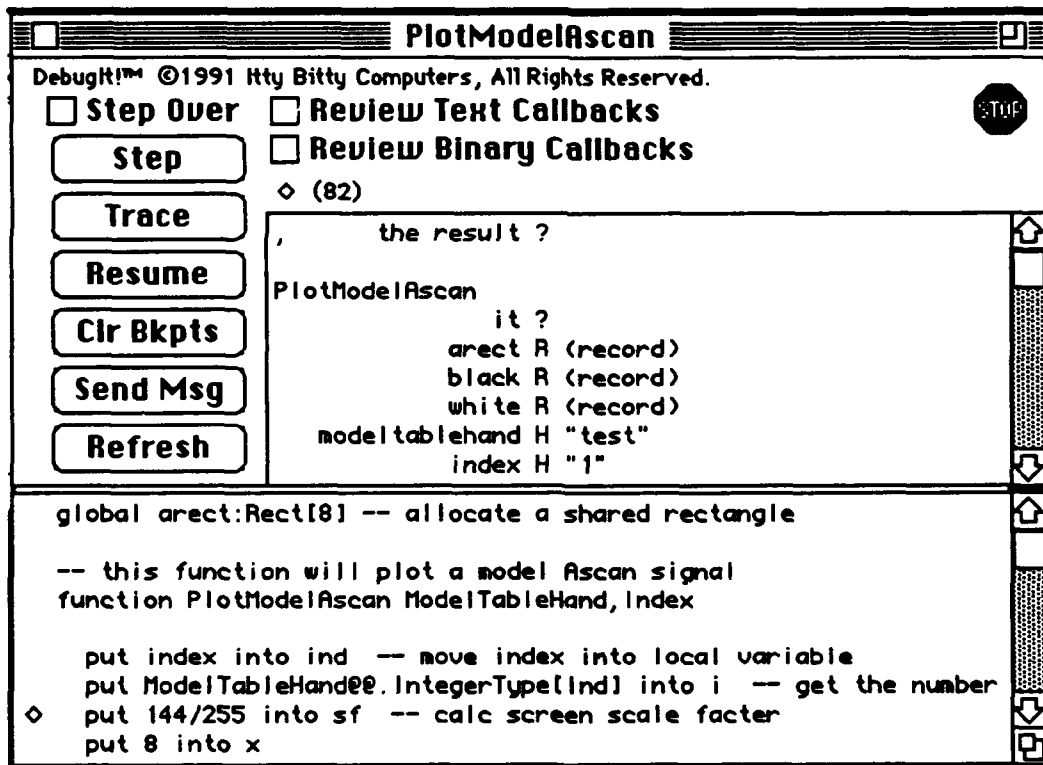 PlotModelAscan
DebugIt!™ ©1991 Itty Bitty Computers, All Rights Reserved.
Step Over
Review Text Callbacks
STOP
Step
Review Binary Callbacks
◇ (82)
Trace
Resume
Clr Bkpts
Send Msg
Refresh
, the result ?
PlotModelAscan
it ?
arect R (record)
black R (record)
white R (record)
modeltablehand H "test"
index H "1"
global arect:Rect[8] -- allocate a shared rectangle
-- this function will plot a model Ascan signal
function PlotModelAscan ModelTableHand,Index
put index into ind -- move index into local variable
put ModelTableHand@@.IntegerType[Ind] into i -- get the number
◇ put 144/255 into sf -- calc screen scale facter
put 8 into x